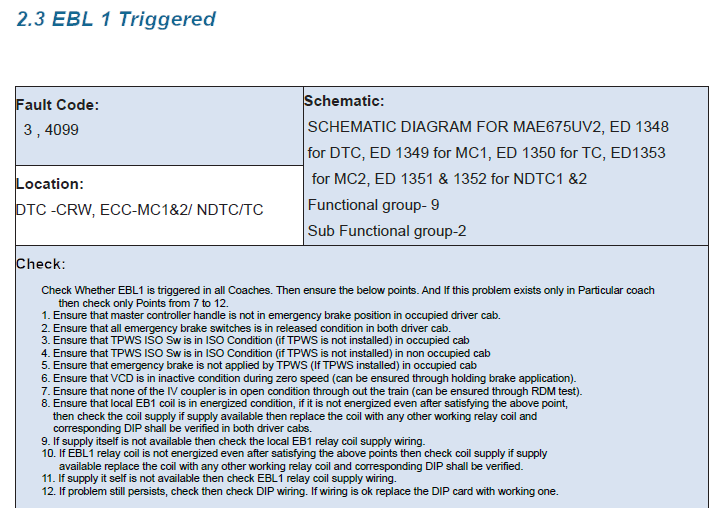 2.3 EBL 1 Triggered
Fault Code:
3 , 4099
Schematic:
SCHEMATIC DIAGRAM FOR MAE675UV2, ED 1348
for DTC, ED 1349 for MC1, ED 1350 for TC, ED1353
for MC2, ED 1351 & 1352 for NDTC1 &2
Functional group- 9
Sub Functional group-2
Location:
DTC -CRW, ECC-MC1&2/ NDTC/TC
Check:
Check Whether EBL1 is triggered in all Coaches. Then ensure the below points. And If this problem exists only in Particular coach
then check only Points from 7 to 12.
1. Ensure that master controller handle is not in emergency brake position in occupied driver cab.
2. Ensure that all emergency brake switches is in released condition in both driver cab.
3. Ensure that TPWS ISO Sw is in ISO Condition (if TPWS is not installed) in occupied cab
4. Ensure that TPWS ISO Sw is in ISO Condition (if TPWS is not installed) in non occupied cab
5. Ensure that emergency brake is not applied by TPWS (If TPWS installed) in occupied cab
6. Ensure that VCD is in inactive condition during zero speed (can be ensured through holding brake application).
7. Ensure that none of the IV coupler is in open condition through out the train (can be ensured through RDM test).
8. Ensure that local EB1 coil is in energized condition, if it is not energized even after satisfying the above point,
then check the coil supply if supply available then replace the coil with any other working relay coil and
corresponding DIP shall be verified in both driver cabs.
9. If supply itself is not available then check the local EB1 relay coil supply wiring.
10. If EBL1 relay coil is not energized even after satisfying the above points then check coil supply if supply
available replace the coil with any other working relay coil and corresponding DIP shall be verified.
11. If supply it self is not available then check EBL1 relay coil supply wiring.
12. If problem still persists, check then check DIP wiring. If wiring is ok replace the DIP card with working one.